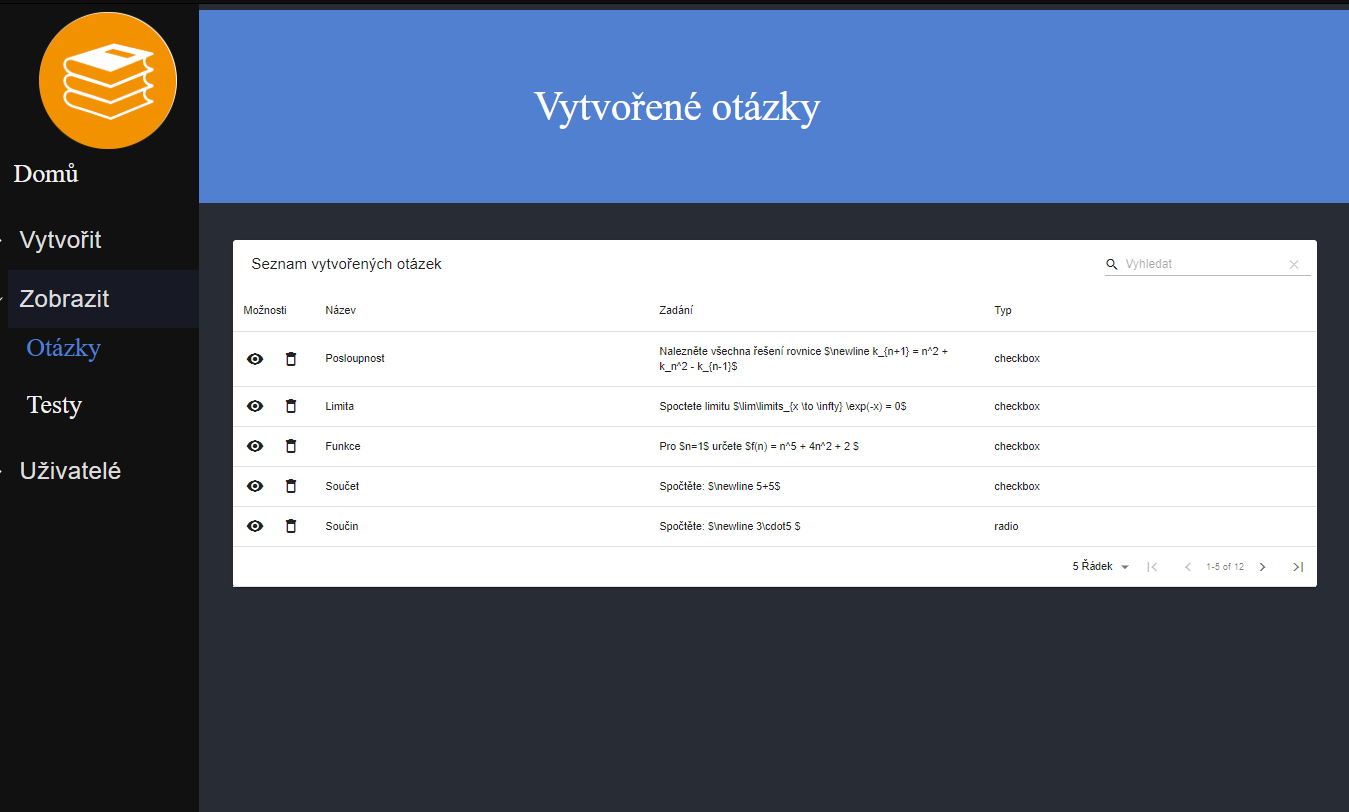 Vytvořené otázky
Domů
Vytvořit
Zobrazit
Otázky
Testy
Uživatelé
Seznam vytvořených otázek
Vyhledat
Možnosti Název Zadání Typ
Posloupnost Nalezněte všechna řešení rovnice $\newline k_{n+1} = n^2 +
k_n^2 - k_{n-1}$ checkbox
Limita Spoctete limitu $\lim\limits_{x \to \infty} \exp(-x) = 0$ checkbox
Funkce Pro $n=1$ určete $f(n) = n^5 + 4n^2 + 2 $ checkbox
Součet Spočtěte: $\newline 5+5$ checkbox
Součin Spočtěte: $\newline 3\cdot5 $ radio
5 Řádek 1-5 of 12